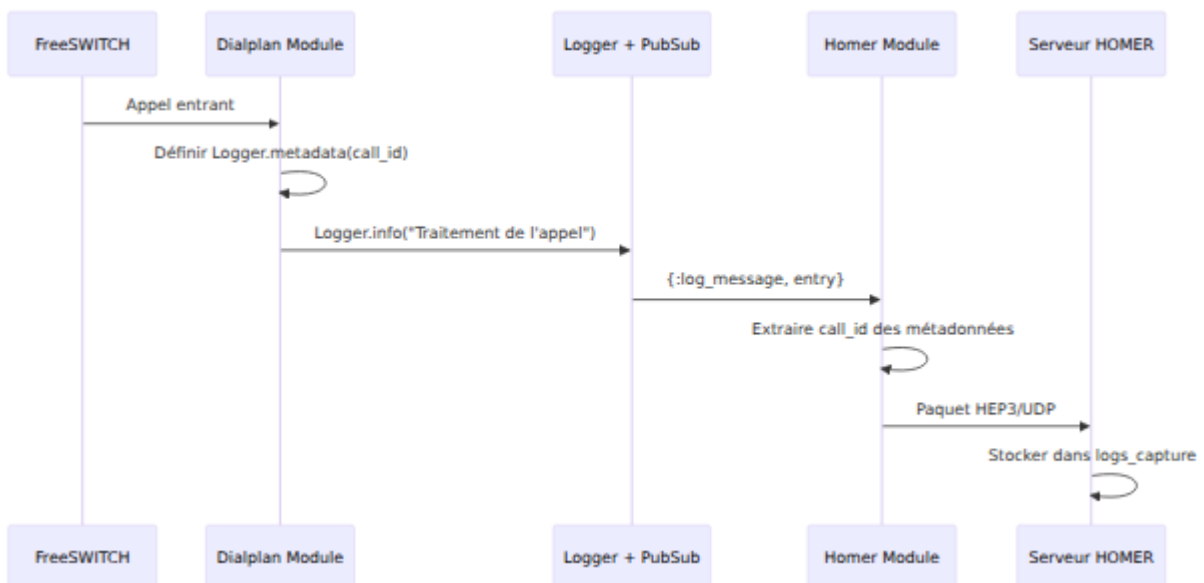 FreeSWITCH
Dialplan Module
Logger + PubSub
Homer Module
Serveur HOMER
Appel entrant
Définir Logger.metadata(call_id)
Logger.info("Traitement de l'appel")
{:log_message, entry}
Extraire call_id des métadonnées
Paquet HEP3/UDP
Stocker dans logs_capture
FreeSWITCH
Dialplan Module
Logger + PubSub
Homer Module
Serveur HOMER